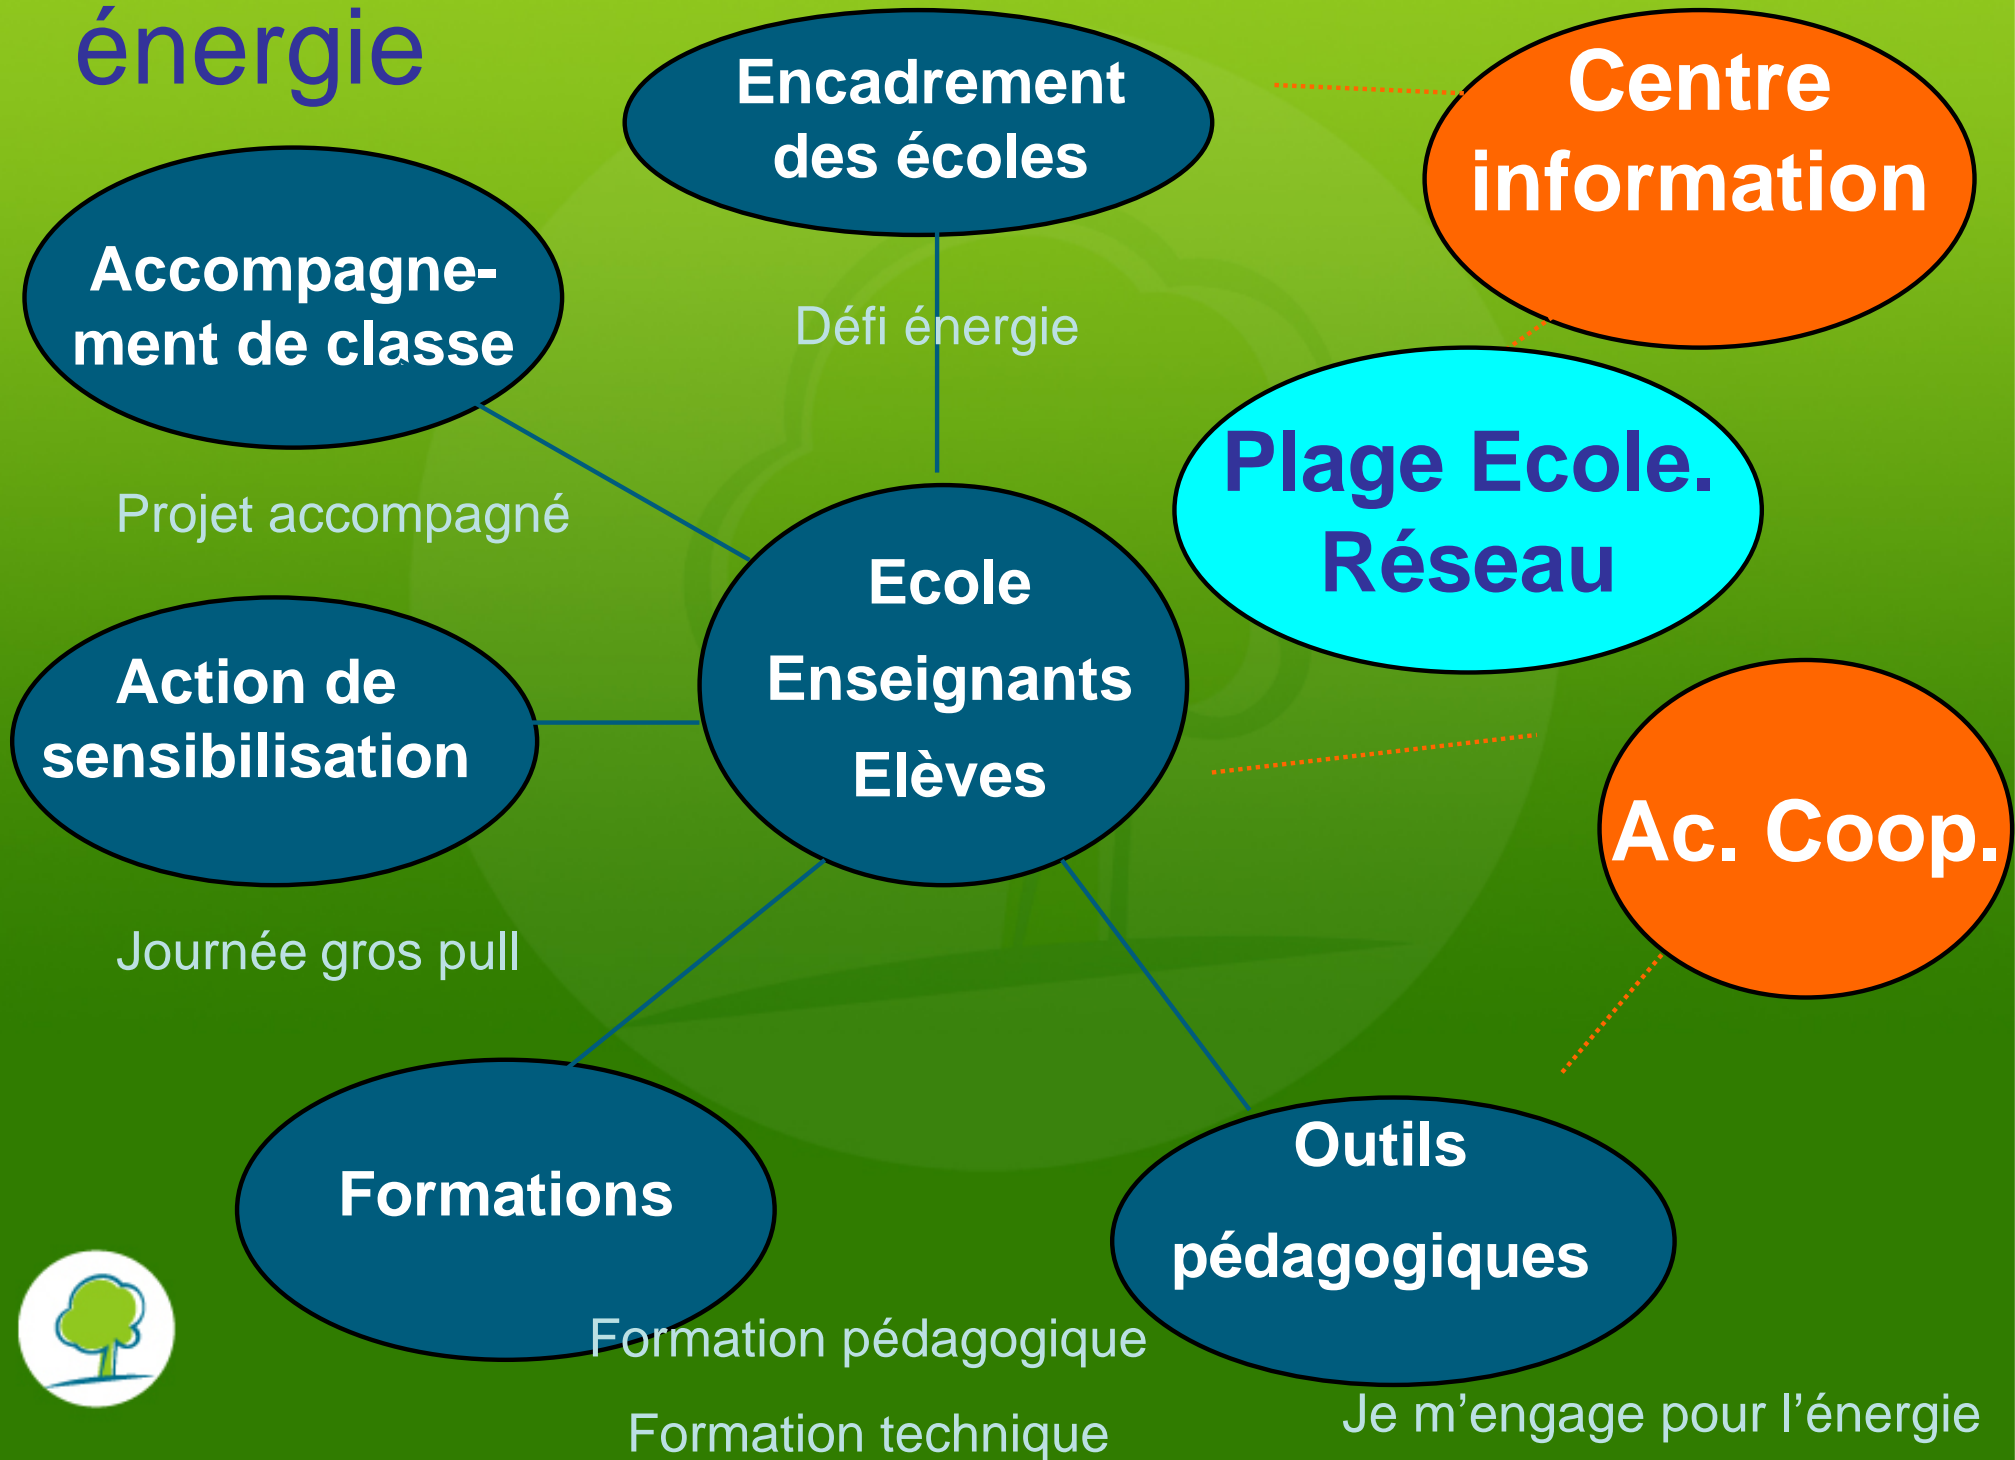 énergie
Encadrement
des écoles
Centre
information
Accompagne-
ment de classe
Défi énergie
Plage Ecole.
Réseau
Projet accompagné
Ecole
Enseignants
Elèves
Action de
sensibilisation
Ac. Coop.
Journée gros pull
Formations
Outils
pédagogiques
Formation pédagogique
Formation technique
Je m’engage pour l’énergie